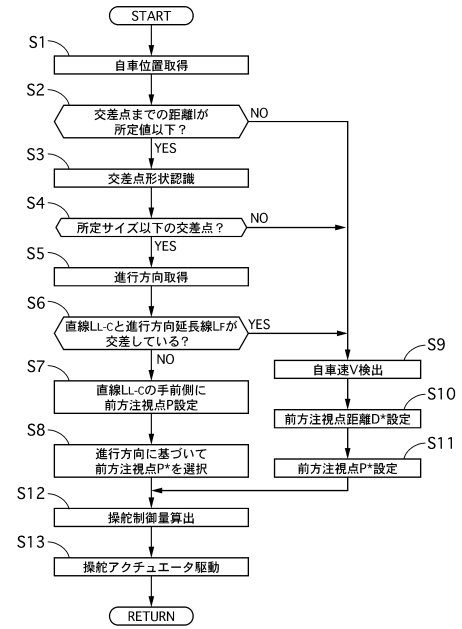 START
S1
自車位置取得
S2
交差点までの距離lが
所定値以下?
NO
YES
S3
交差点形状認識
S4
所定サイズ以下の交差点?
NO
YES
S5
進行方向取得
S6
直線LL-Cと進行方向延長線LFが
交差している?
YES
NO
S7
直線LL-Cの手前側に
前方注視点P設定
S8
進行方向に基づいて
前方注視点P*を選択
S9
自車速V検出
S10
前方注視点距離D*設定
S11
前方注視点P*設定
S12
操舵制御量算出
S13
操舵アクチュエータ駆動
RETURN